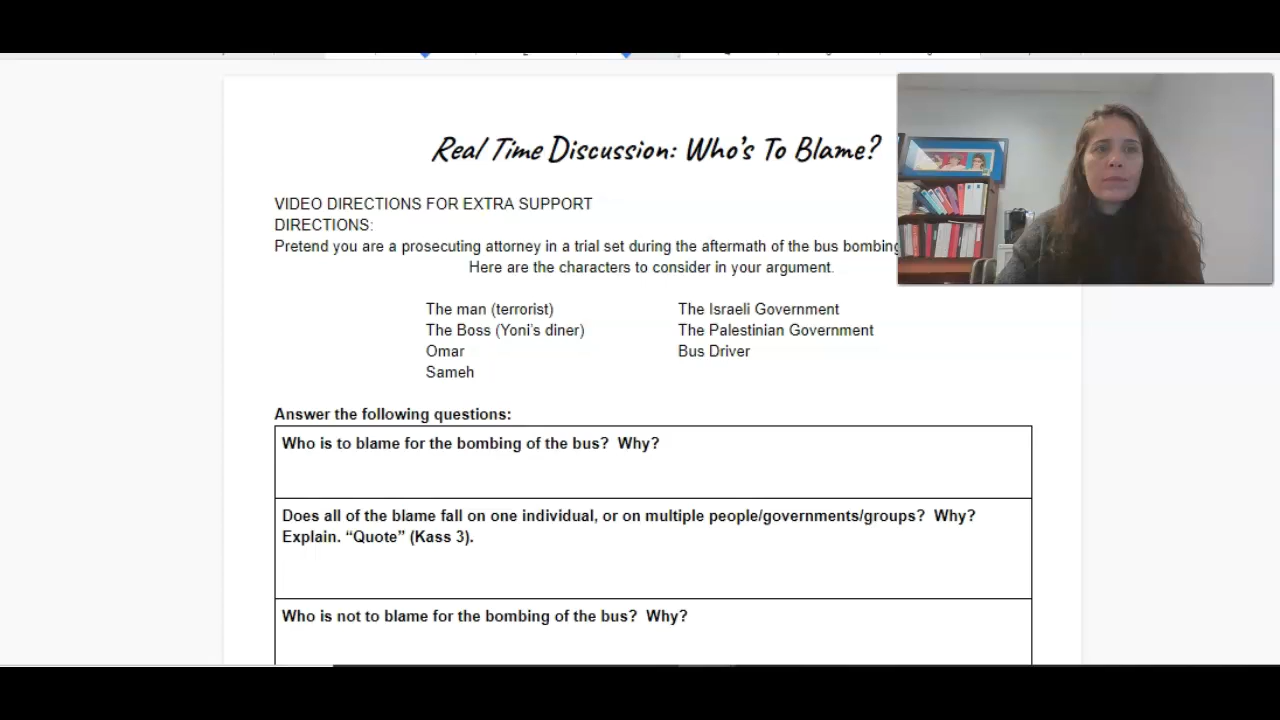 Real Time Discussion: Who's To Blame?
VIDEO DIRECTIONS FOR EXTRA SUPPORT
DIRECTIONS:
Pretend you are a prosecuting attorney in a trial set during the aftermath of the bus bombing
Here are the characters to consider in your argument.
The man (terrorist)
The Boss (Yoni's diner)
Omar
Sameh
The Israeli Government
The Palestinian Government
Bus Driver
Answer the following questions:
Who is to blame for the bombing of the bus?  Why?
Does all of the blame fall on one individual, or on multiple people/governments/groups?  Why?
Explain. “Quote” (Kass 3).
Who is not to blame for the bombing of the bus?  Why?